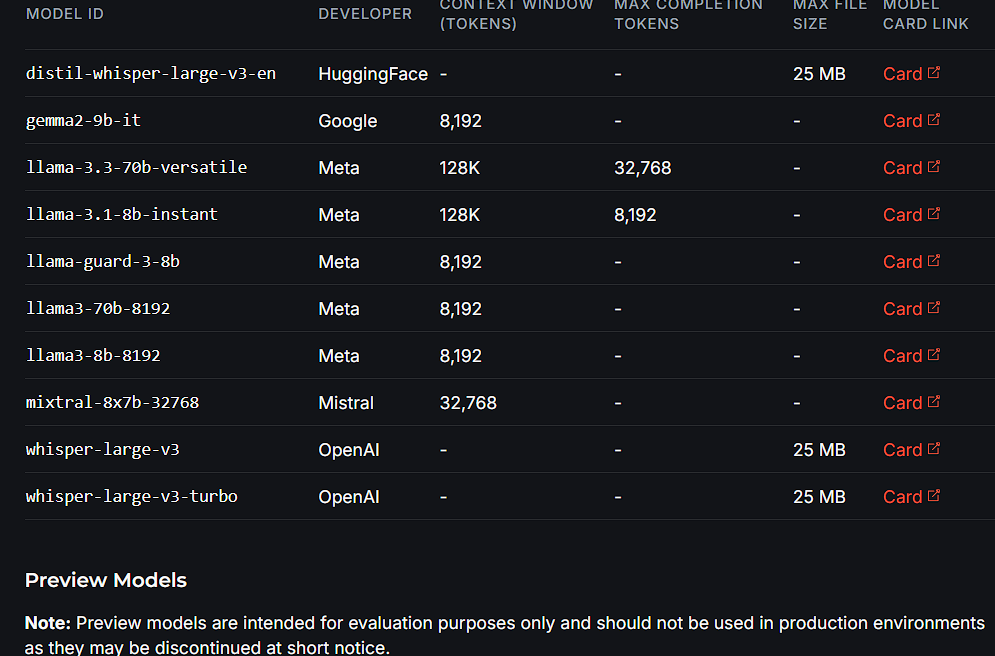 MODEL ID DEVELOPER CONTEXT WINDOW (TOKENS) MAX COMPLETION TOKENS MAX FILE SIZE MODEL CARD LINK
distil-whisper-large-v3-en HuggingFace - - 25 MB Card
gemma2-9b-it Google 8,192 - - Card
llama-3.3-70b-versatile Meta 128K 32,768 - Card
llama-3.1-8b-instant Meta 128K 8,192 - Card
llama-guard-3-8b Meta 8,192 - - Card
llama3-70b-8192 Meta 8,192 - - Card
llama3-8b-8192 Meta 8,192 - - Card
mixtral-8x7b-32768 Mistral 32,768 - - Card
whisper-large-v3 OpenAI - - 25 MB Card
whisper-large-v3-turbo OpenAI - - 25 MB Card
Preview Models
Note: Preview models are intended for evaluation purposes only and should not be used in production environments
as they may be discontinued at short notice.